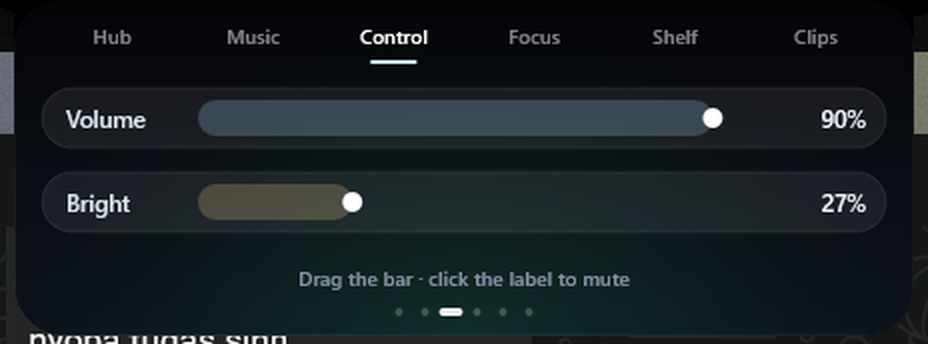 Hub Music Control Focus Shelf Clips
Volume 90%
Bright 27%
Drag the bar · click the label to mute